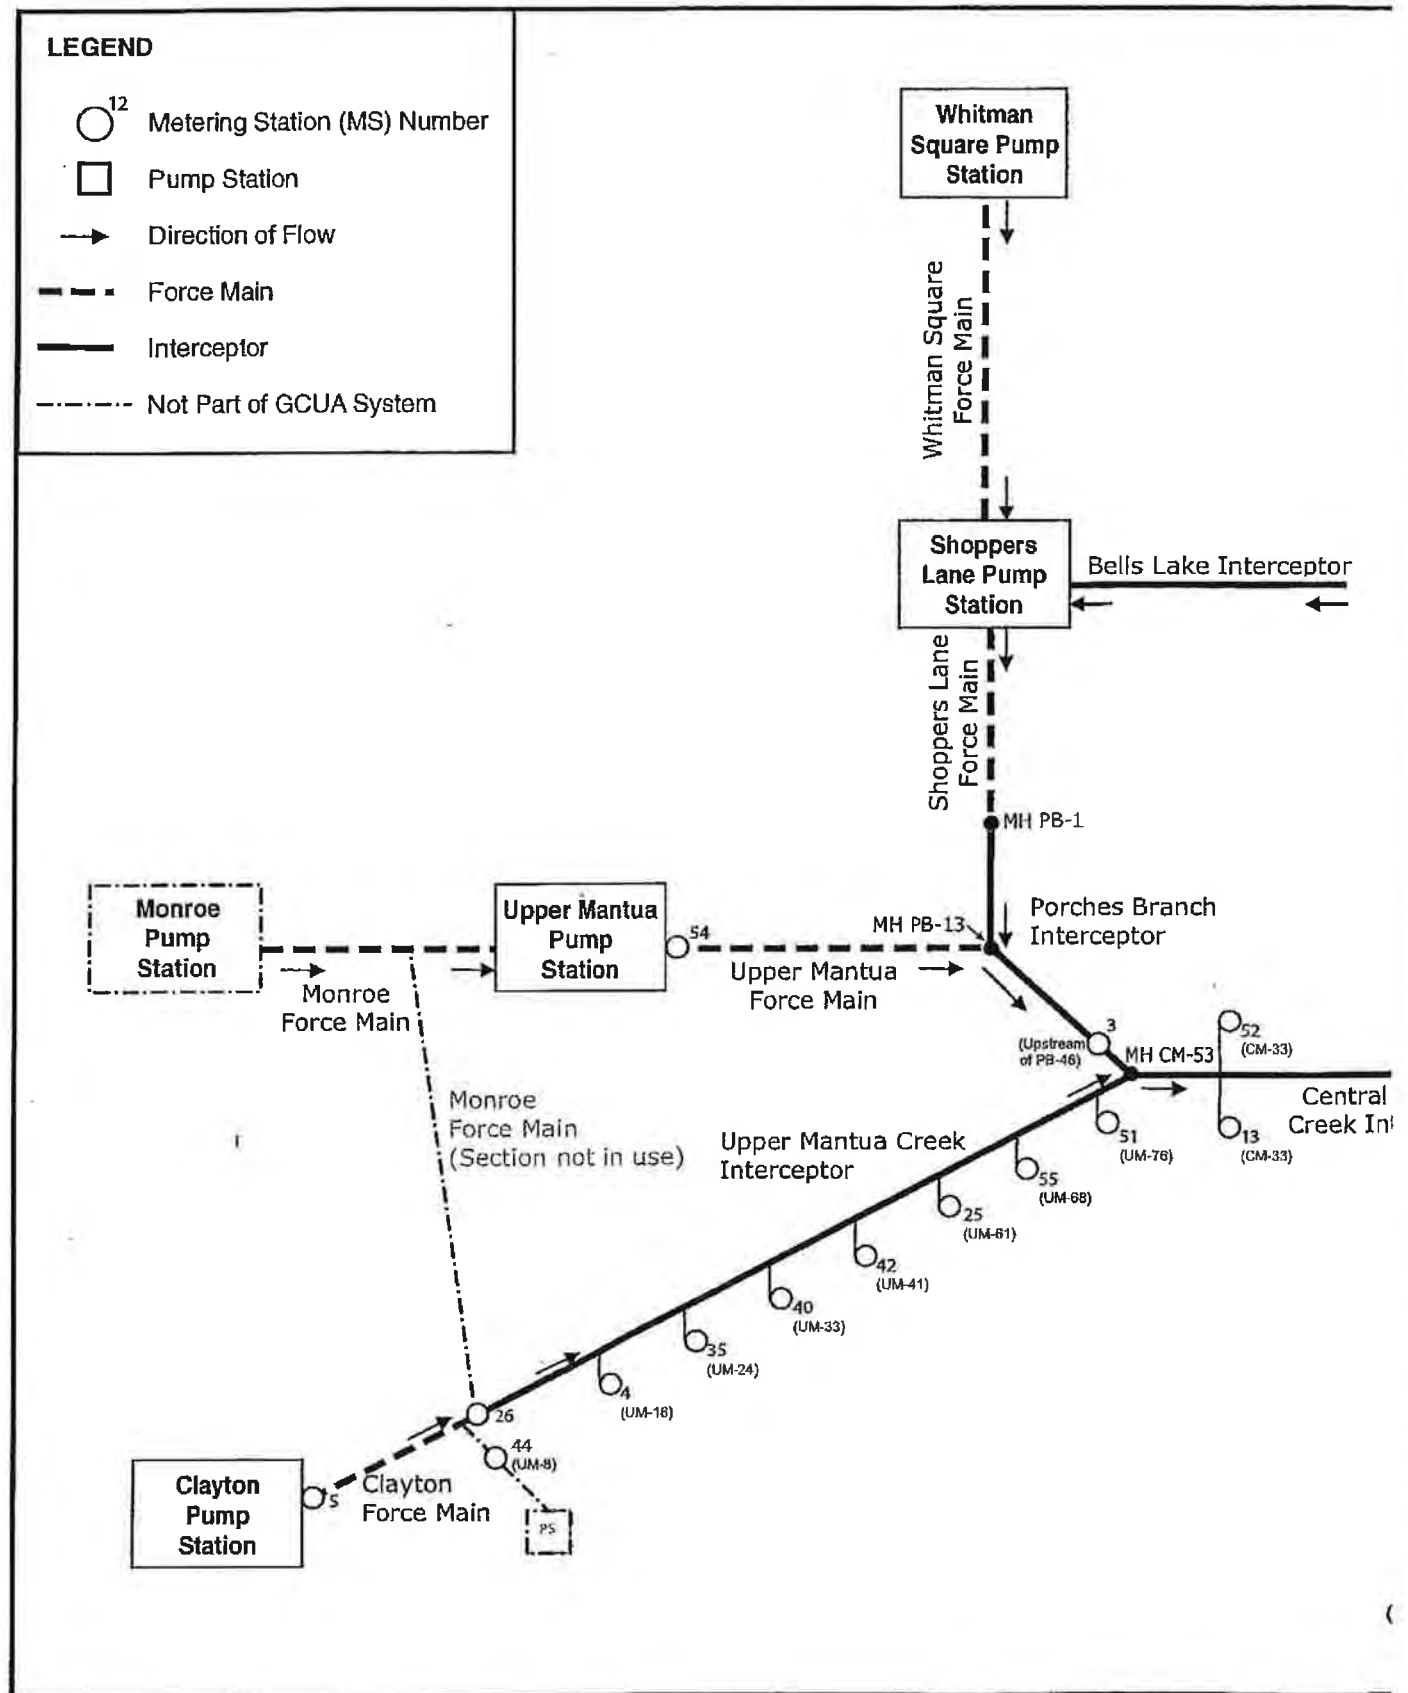 LEGEND
12
Metering Station (MS) Number
Pump Station
Direction of Flow
Force Main
Interceptor
Not Part of GCUA System
Whitman
Square Pump
Station
Whitman Square
Force Main
Shoppers
Lane Pump
Station
Bells Lake Interceptor
Shoppers Lane
Force Main
MH PB-1
Monroe
Pump
Station
Upper Mantua
Pump
Station
54
MH PB-13
Porches Branch
Interceptor
Monroe
Force Main
Upper Mantua
Force Main
3
(Upstream
of PB-46)
MH CM-53
52
(CM-33)
Central
Creek In
13
(CM-33)
Monroe
Force Main
(Section not in use)
Upper Mantua Creek
Interceptor
51
(UM-76)
55
(UM-68)
25
(UM-61)
42
(UM-41)
40
(UM-33)
35
(UM-24)
4
(UM-18)
26
44
(UM-8)
Clayton
Pump
Station
5
Clayton
Force Main
PS